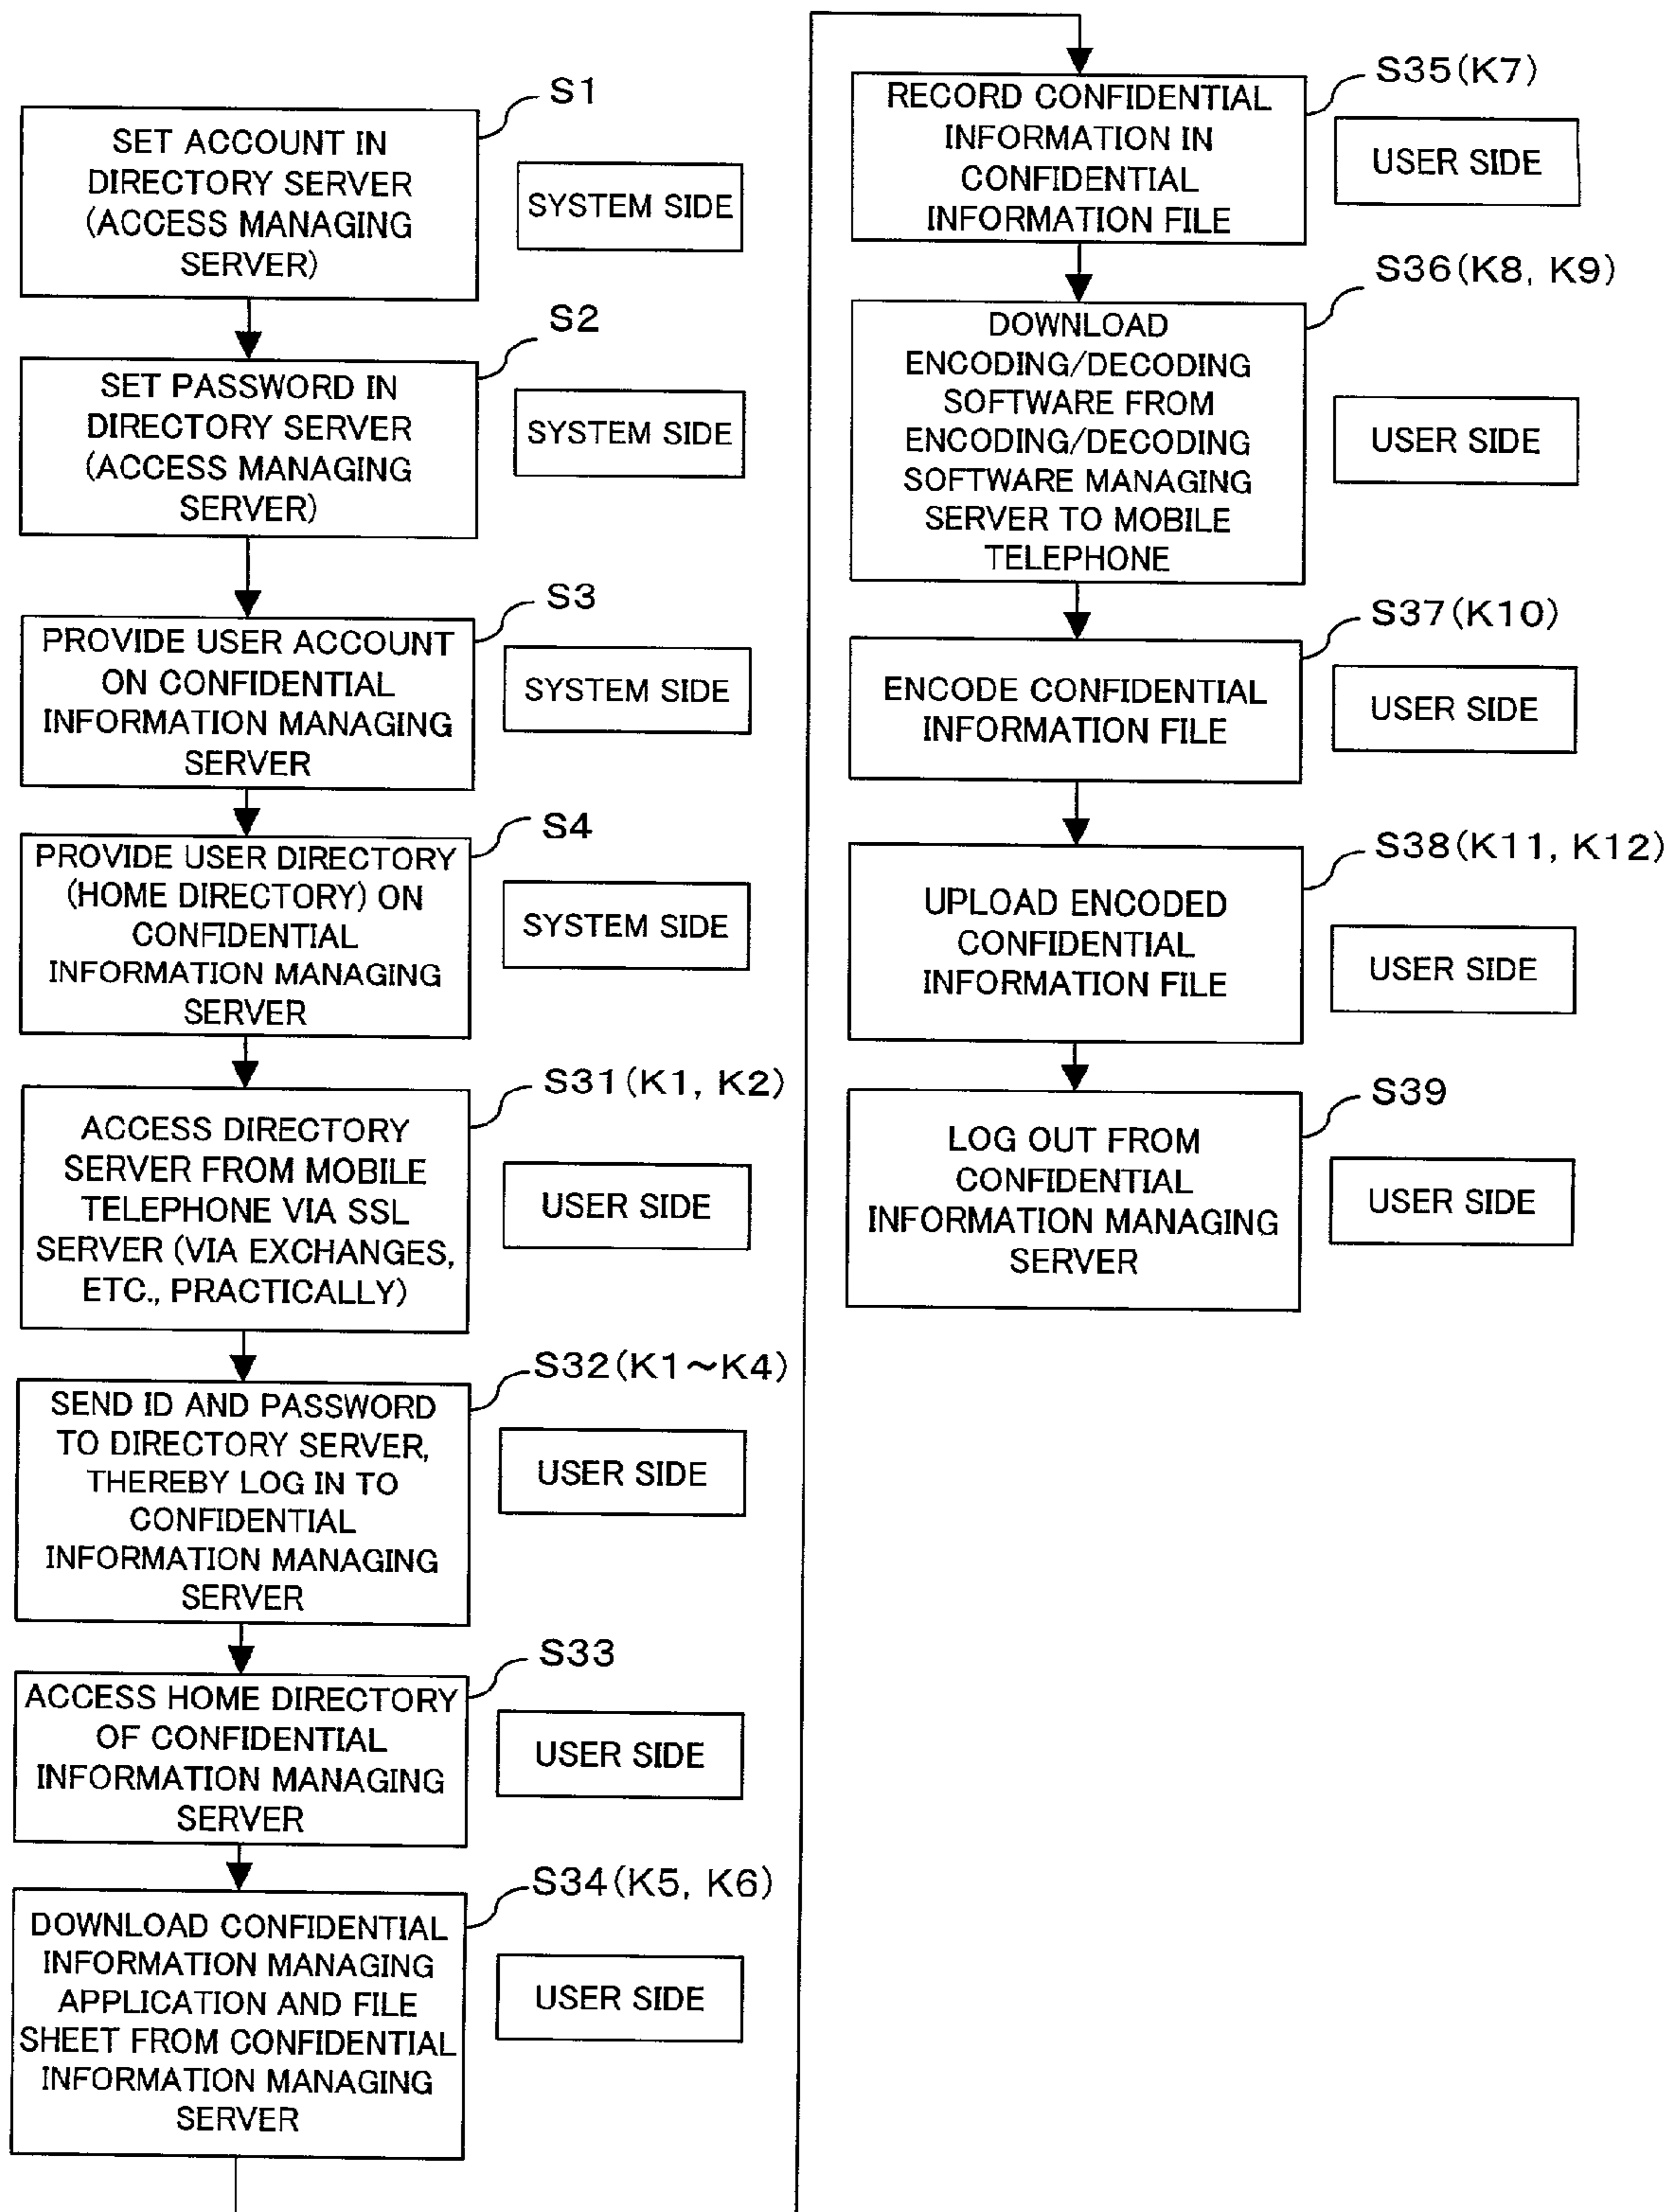 S1
SET ACCOUNT IN
DIRECTORY SERVER
(ACCESS MANAGING
SERVER)
SYSTEM SIDE
S2
SET PASSWORD IN
DIRECTORY SERVER
(ACCESS MANAGING
SERVER)
SYSTEM SIDE
S3
PROVIDE USER ACCOUNT
ON CONFIDENTIAL
INFORMATION MANAGING
SERVER
SYSTEM SIDE
S4
PROVIDE USER DIRECTORY
(HOME DIRECTORY) ON
CONFIDENTIAL
INFORMATION MANAGING
SERVER
SYSTEM SIDE
S31(K1, K2)
ACCESS DIRECTORY
SERVER FROM MOBILE
TELEPHONE VIA SSL
SERVER (VIA EXCHANGES,
ETC., PRACTICALLY)
USER SIDE
S32(K1~K4)
SEND ID AND PASSWORD
TO DIRECTORY SERVER,
THEREBY LOG IN TO
CONFIDENTIAL
INFORMATION MANAGING
SERVER
USER SIDE
S33
ACCESS HOME DIRECTORY
OF CONFIDENTIAL
INFORMATION MANAGING
SERVER
USER SIDE
S34(K5, K6)
DOWNLOAD CONFIDENTIAL
INFORMATION MANAGING
APPLICATION AND FILE
SHEET FROM CONFIDENTIAL
INFORMATION MANAGING
SERVER
USER SIDE
S35(K7)
RECORD CONFIDENTIAL
INFORMATION IN
CONFIDENTIAL
INFORMATION FILE
USER SIDE
S36(K8, K9)
DOWNLOAD
ENCODING/DECODING
SOFTWARE FROM
ENCODING/DECODING
SOFTWARE MANAGING
SERVER TO MOBILE
TELEPHONE
USER SIDE
S37(K10)
ENCODE CONFIDENTIAL
INFORMATION FILE
USER SIDE
S38(K11, K12)
UPLOAD ENCODED
CONFIDENTIAL
INFORMATION FILE
USER SIDE
S39
LOG OUT FROM
CONFIDENTIAL
INFORMATION MANAGING
SERVER
USER SIDE